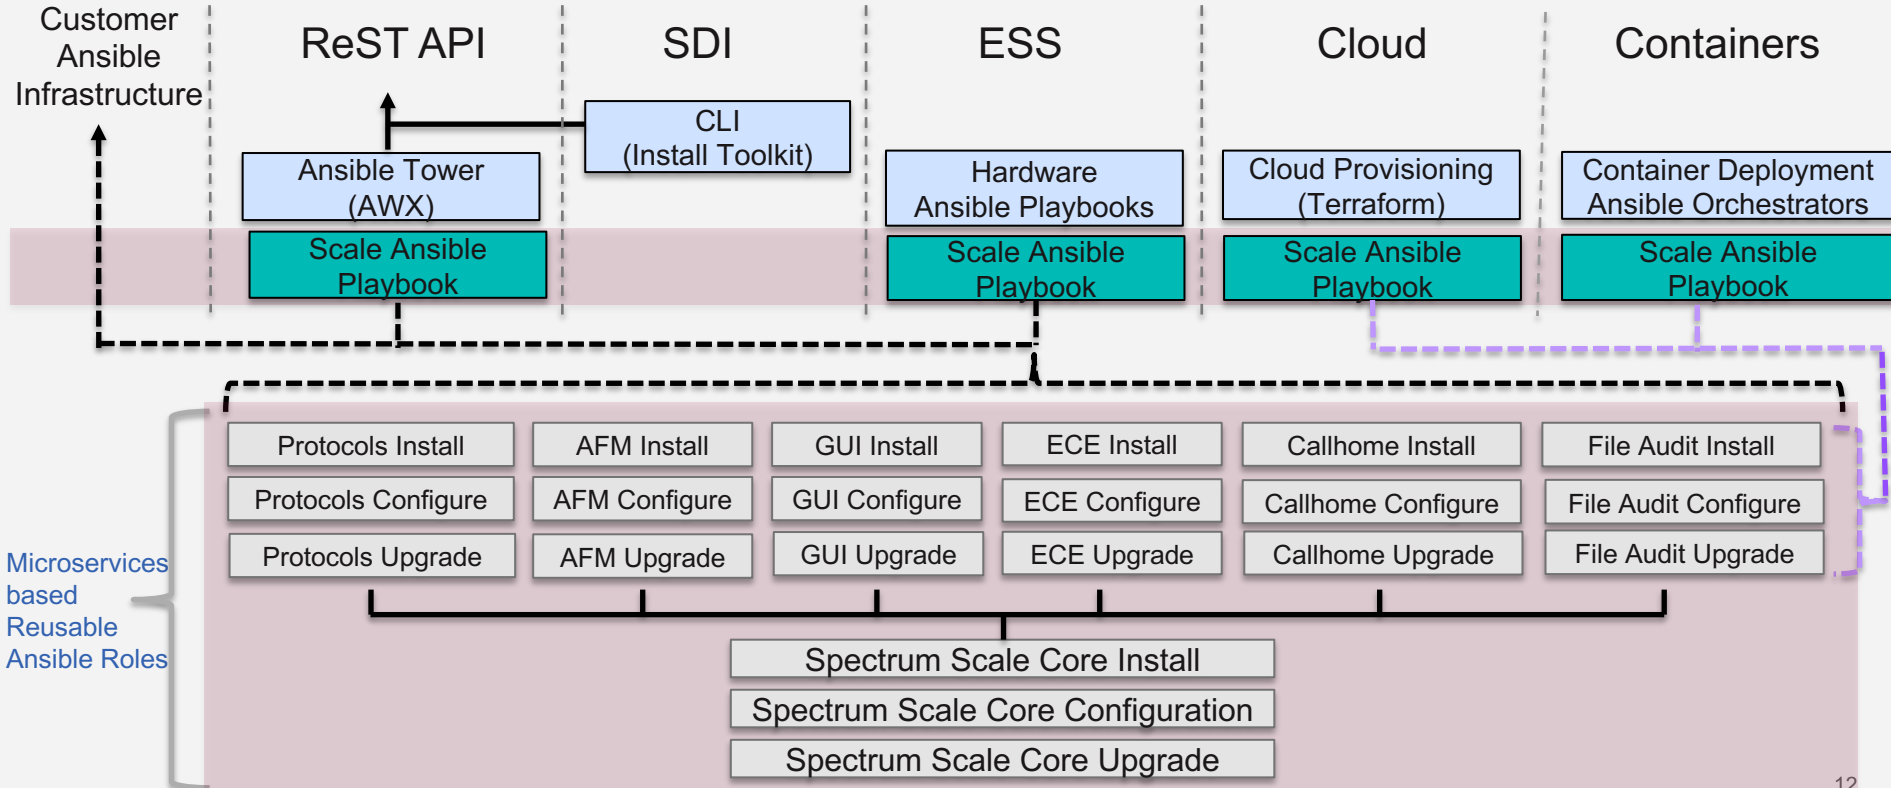 Customer
Ansible
Infrastructure
ReST API
SDI
ESS
Cloud
Containers
CLI
(Install Toolkit)
Ansible Tower
(AWX)
Hardware
Ansible Playbooks
Cloud Provisioning
(Terraform)
Container Deployment
Ansible Orchestrators
Scale Ansible
Playbook
Scale Ansible
Playbook
Scale Ansible
Playbook
Scale Ansible
Playbook
Protocols Install
AFM Install
GUI Install
ECE Install
Callhome Install
File Audit Install
Protocols Configure
AFM Configure
GUI Configure
ECE Configure
Callhome Configure
File Audit Configure
Protocols Upgrade
AFM Upgrade
GUI Upgrade
ECE Upgrade
Callhome Upgrade
File Audit Upgrade
Microservices
based
Reusable
Ansible Roles
Spectrum Scale Core Install
Spectrum Scale Core Configuration
Spectrum Scale Core Upgrade
12